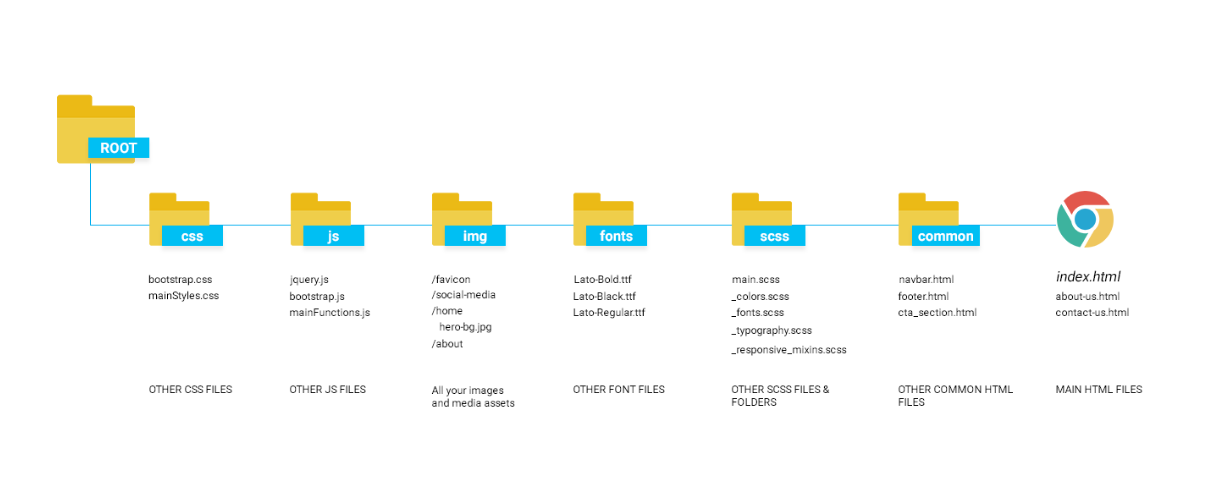 ROOT
css
bootstrap.css
mainStyles.css
OTHER CSS FILES
js
jquery.js
bootstrap.js
mainFunctions.js
OTHER JS FILES
img
/favicon
/social-media
/home
hero-bg.jpg
/about
All your images
and media assets
fonts
Lato-Bold.ttf
Lato-Black.ttf
Lato-Regular.ttf
OTHER FONT FILES
scss
main.scss
_colors.scss
_fonts.scss
_typography.scss
_responsive_mixins.scss
OTHER SCSS FILES &
FOLDERS
common
navbar.html
footer.html
cta_section.html
OTHER COMMON HTML
FILES
index.html
about-us.html
contact-us.html
MAIN HTML FILES